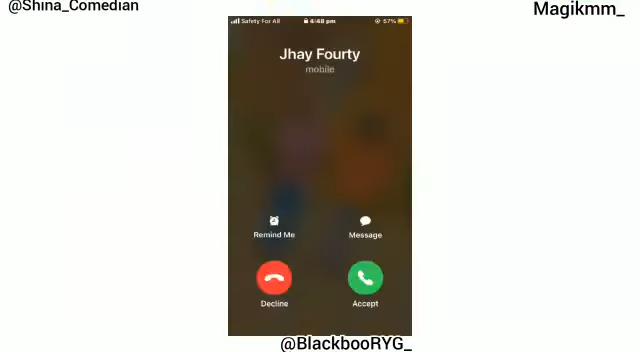 @Shina_Comedian
Magikmm_
Safety For All 4:48 pm 57%
Jhay Fourty
mobile
Remind Me Message
Decline Accept
@BlackbooRYG_